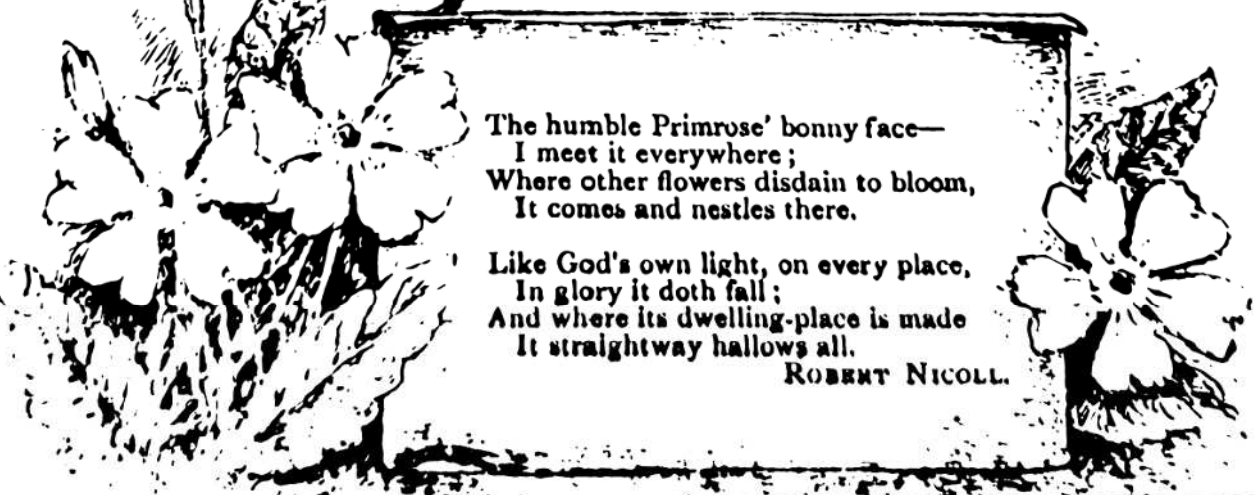 The humble Primrose' bonny face—
I meet it everywhere;
Where other flowers disdain to bloom,
It comes and nestles there.
Like God's own light, on every place,
In glory it doth fall;
And where its dwelling-place is made
It straightway hallows all.
ROBERT NICOLL.